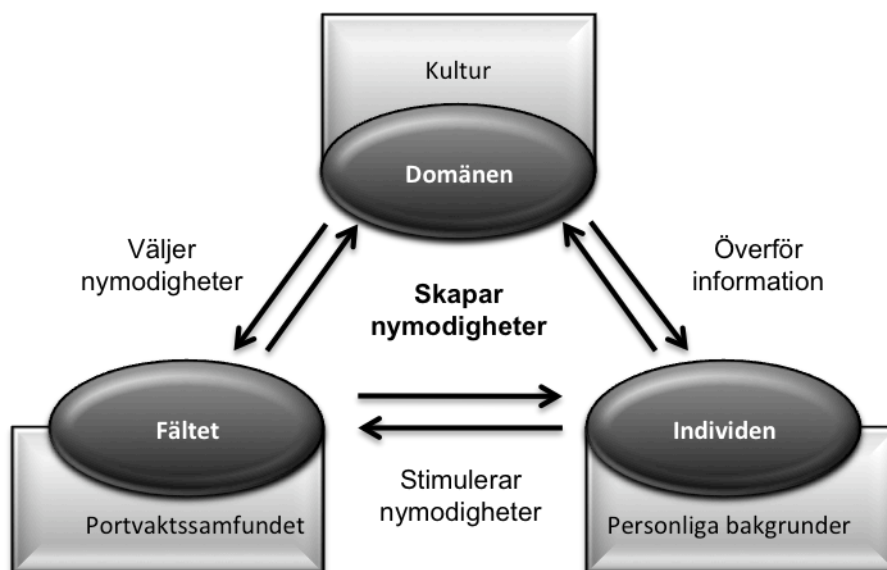 Kultur
Domänen
Väljer
nymodigheter
Överför
information
Skapar
nymodigheter
Fältet
Individen
Stimulerar
nymodigheter
Portvaktssamfundet
Personliga bakgrunder